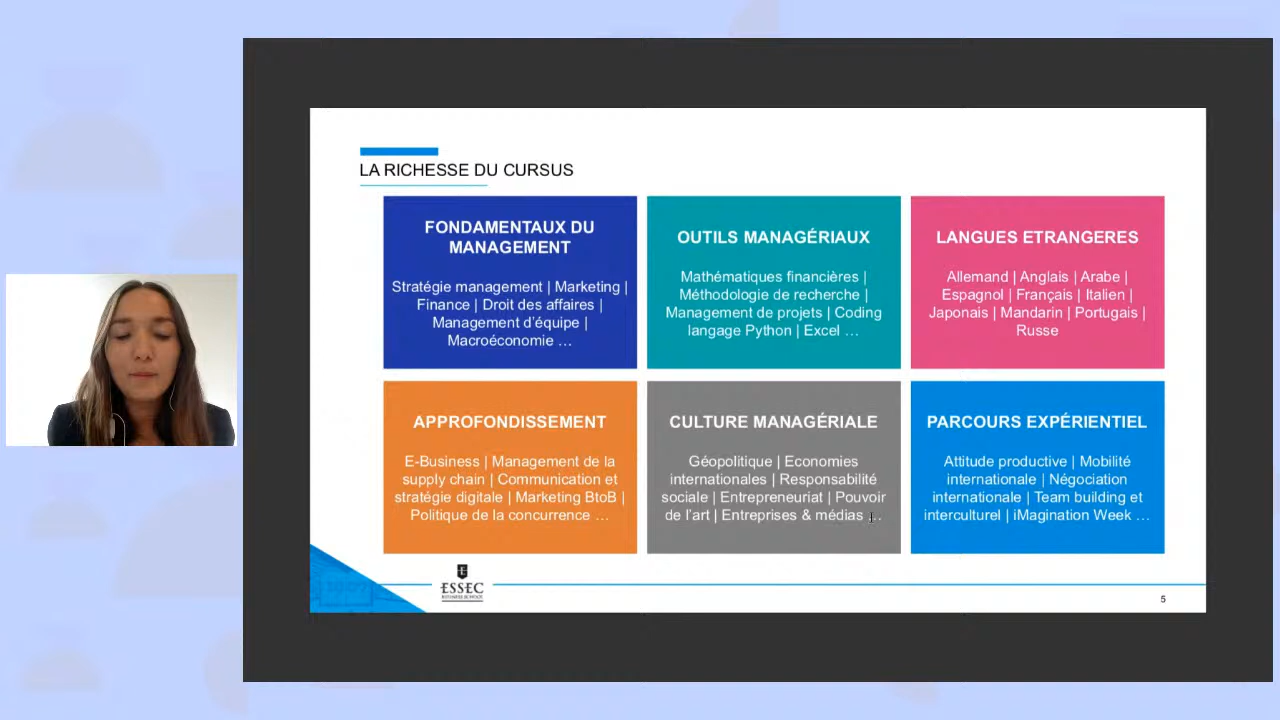 LA RICHESSE DU CURSUS
FONDAMENTAUX DU
MANAGEMENT
Stratégie management | Marketing |
Finance | Droit des affaires |
Management d'équipe |
Macroéconomie …
OUTILS MANAGÉRIAUX
Mathématiques financières |
Méthodologie de recherche |
Management de projets | Coding
langage Python | Excel …
LANGUES ETRANGERES
Allemand | Anglais | Arabe |
Espagnol | Français | Italien |
Japonais | Mandarin | Portugais |
Russe
APPROFONDISSEMENT
E-Business | Management de la
supply chain | Communication et
stratégie digitale | Marketing BtoB |
Politique de la concurrence …
CULTURE MANAGÉRIALE
Géopolitique | Economies
internationales | Responsabilité
sociale | Entrepreneuriat | Pouvoir
de l'art | Entreprises & médias …
PARCOURS EXPÉRIENTIEL
Attitude productive | Mobilité
internationale | Négociation
internationale | Team building et
interculturel | iMagination Week …
ESSEC
BUSINESS SCHOOL
5